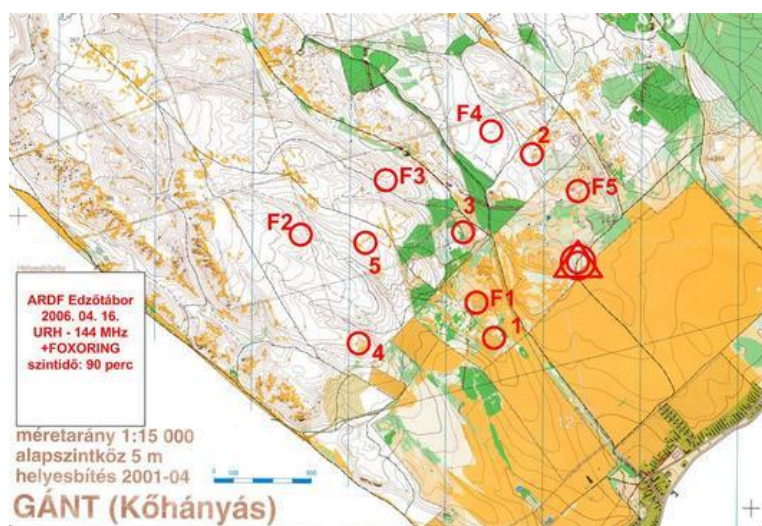 F4
2
F3
F5
3
F2
5
F1
1
4
ARDF Edzőtábor
2006. 04. 16.
URH - 144 MHz
+FOXORING
szintidő: 90 perc
méretarány 1:15 000
alapszintköz 5 m
helyesbítés 2001-04
GÁNT (Kőhányás)